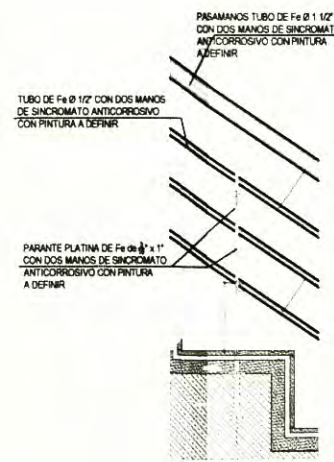 PASAMANOS TUBO DE Fe Ø 1 1/2"
CON DOS MANOS DE SINCROMAT
ANTICORROSIVO CON PINTURA
A DEFINIR
TUBO DE Fe Ø 1/2" CON DOS MANOS
DE SINCROMATO ANTICORROSIVO
CON PINTURA A DEFINIR
PARANTE PLATINA DE Fe de x 1"
CON DOS MANOS DE SINCROMATO
ANTICORROSIVO CON PINTURA
A DEFINIR